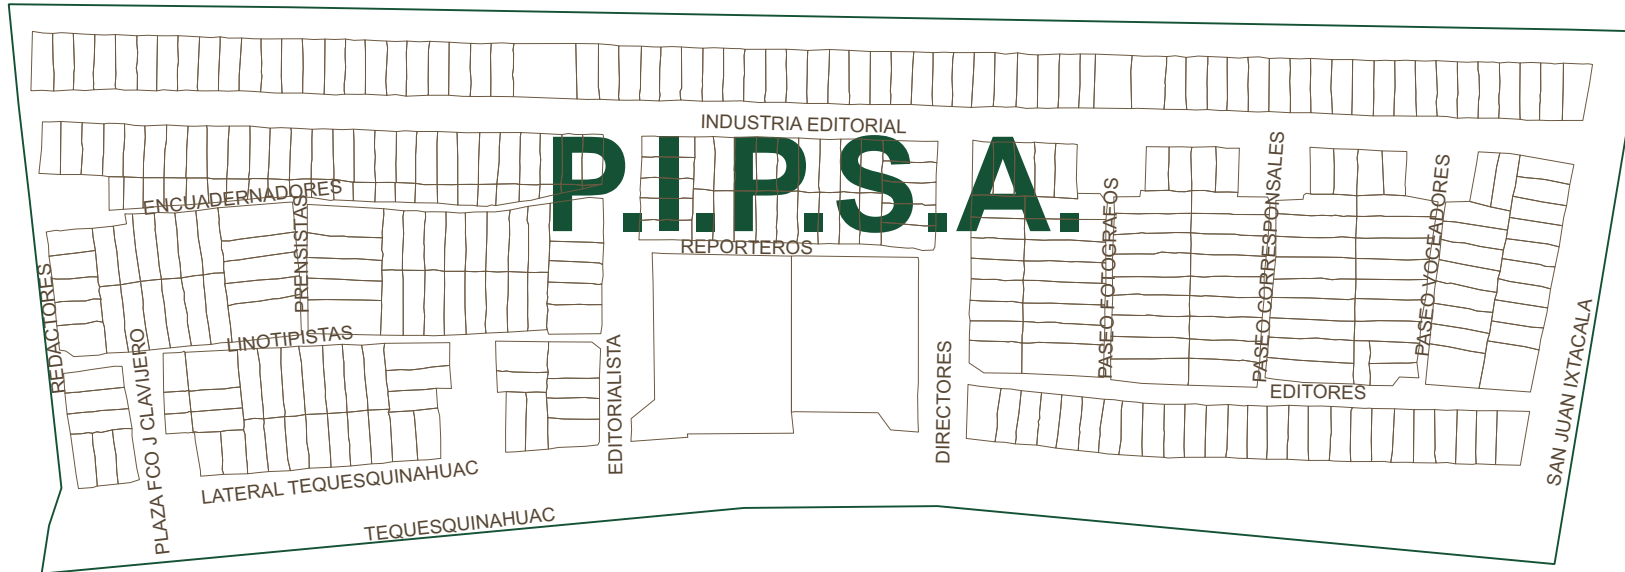 INDUSTRIA EDITORIAL
P.I.P.S.A.
ENCUADERNADORES
PRENSISTAS
REPORTEROS
REDACTORES
LINOTIPISTAS
PLAZA FCO J CLAVIJERO
EDITORIALISTA
DIRECTORES
PASEO FOTOGRAFOS
PASEO CORRESPONSALES
PASEO VOCEADORES
EDITORES
SAN JUAN IXTACALA
LATERAL TEQUESQUINAHUAC
TEQUESQUINAHUAC